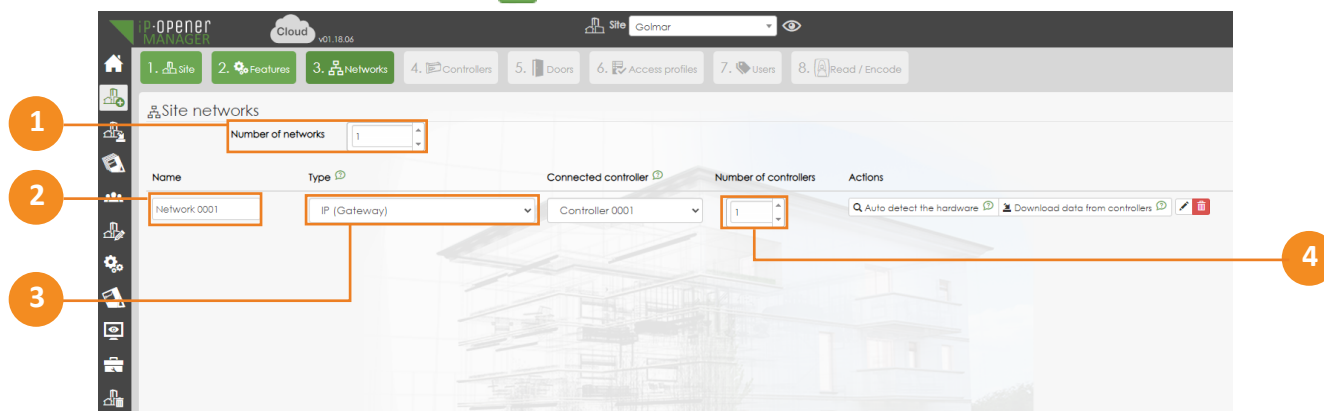 iP-OPENER
MANAGER
Cloud
v01.18.06
Site Golmar
1. Site 2. Features 3. Networks 4. Controllers 5. Doors 6. Access profiles 7. Users 8. Read / Encode
Site networks
1
Number of networks 1
Name Type Connected controller Number of controllers Actions
2
Network 0001 IP (Gateway) Controller 0001 1 Auto detect the hardware Download data from controllers
4
3